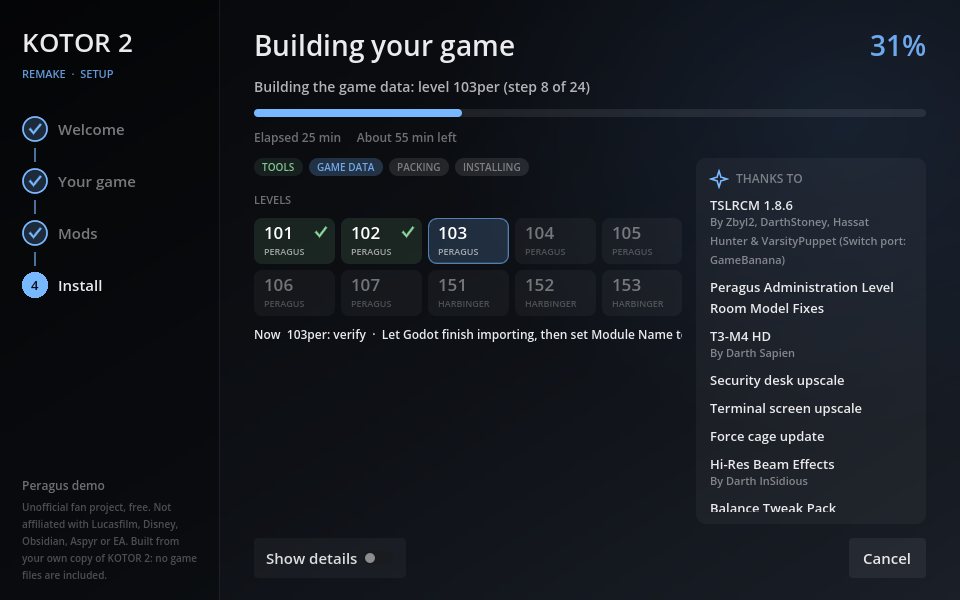 KOTOR 2
REMAKE · SETUP
Welcome
Your game
Mods
4
Install
Peragus demo
Unofficial fan project, free. Not
affiliated with Lucasfilm, Disney,
Obsidian, Aspyr or EA. Built from
your own copy of KOTOR 2: no game
files are included.
Building your game
31%
Building the game data: level 103per (step 8 of 24)
Elapsed 25 min About 55 min left
TOOLS GAME DATA PACKING INSTALLING
LEVELS
101 102 103 104 105
PERAGUS PERAGUS PERAGUS PERAGUS PERAGUS
106 107 151 152 153
PERAGUS PERAGUS HARBINGER HARBINGER HARBINGER
Now 103per: verify · Let Godot finish importing, then set Module Name
THANKS TO
TSLRCM 1.8.6
By Zbyl2, DarthStoney, Hassat
Hunter & VarsityPuppet (Switch port:
GameBanana)
Peragus Administration Level
Room Model Fixes
T3-M4 HD
By Darth Sapien
Security desk upscale
Terminal screen upscale
Force cage update
Hi-Res Beam Effects
By Darth InSidious
Balance Tweak Pack
Show details
Cancel